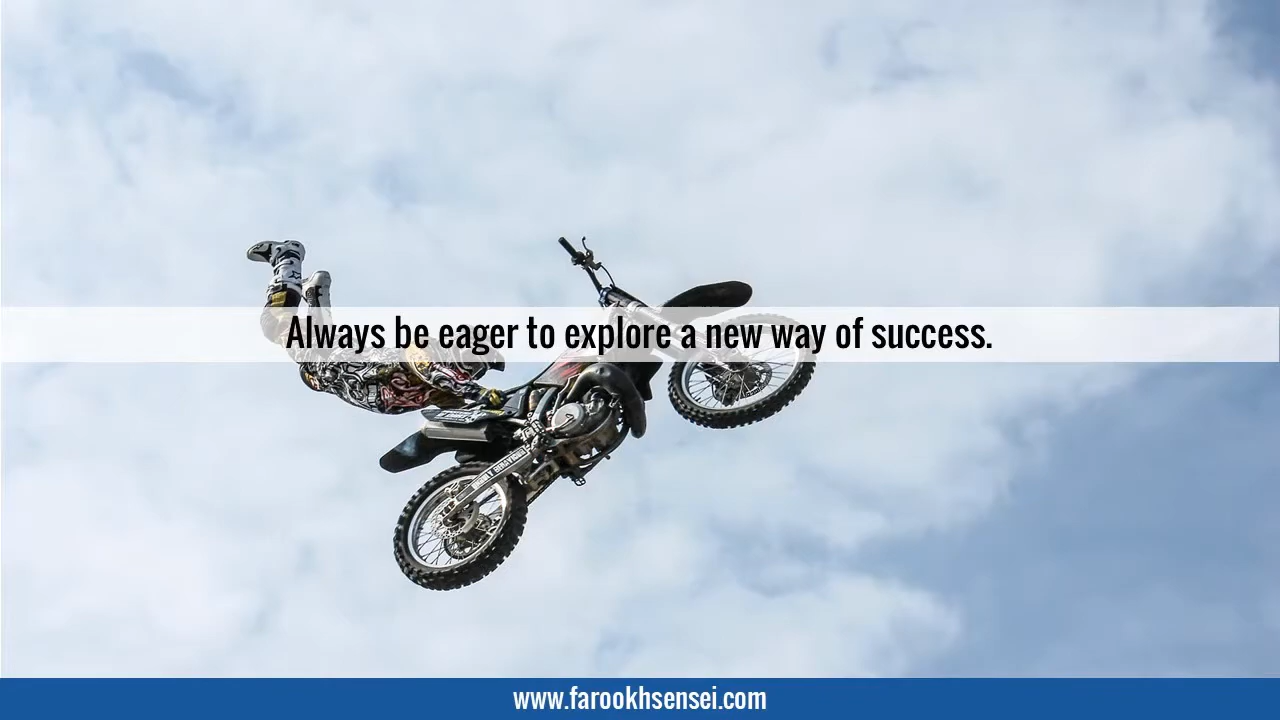 Always be eager to explore a new way of success.
www.farookhsensei.com